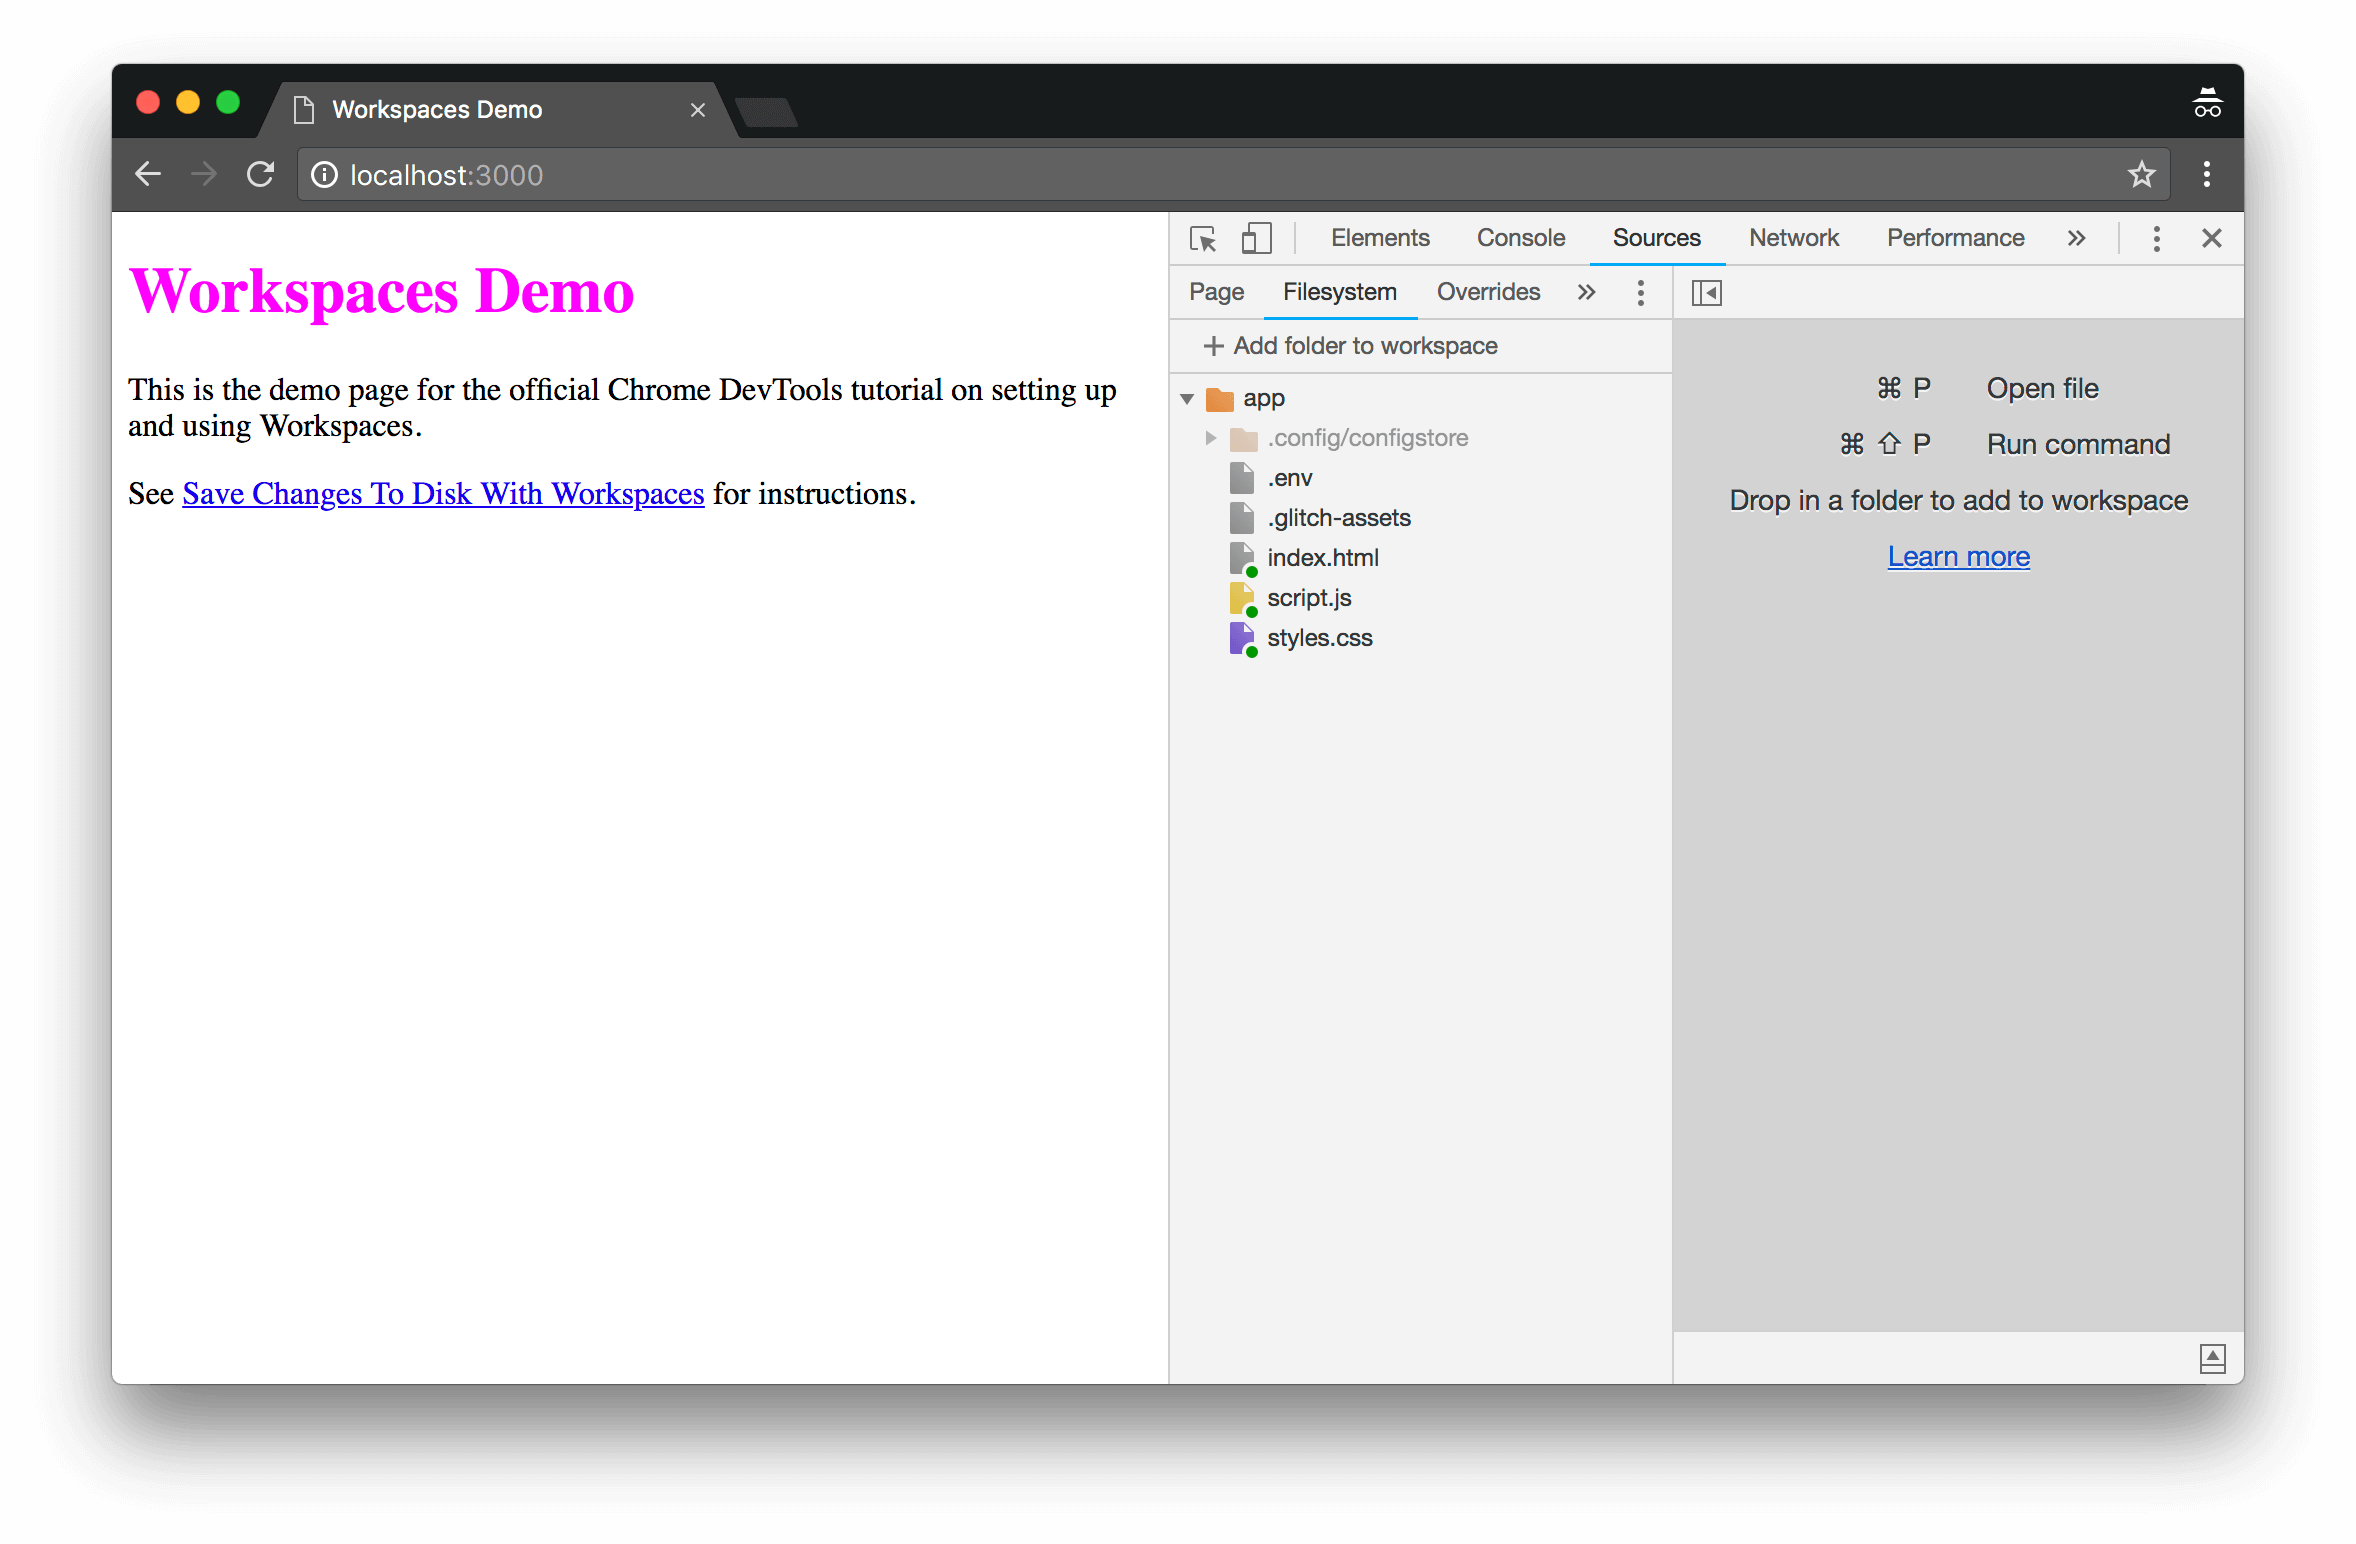 Workspaces Demo
localhost:3000
Workspaces Demo
This is the demo page for the official Chrome DevTools tutorial on setting up
and using Workspaces.
See Save Changes To Disk With Workspaces for instructions.
Elements Console Sources Network Performance »
Page Filesystem Overrides »
+ Add folder to workspace
app
.config/configstore
.env
.glitch-assets
index.html
script.js
styles.css
⌘ P Open file
⌘ ⇧ P Run command
Drop in a folder to add to workspace
Learn more